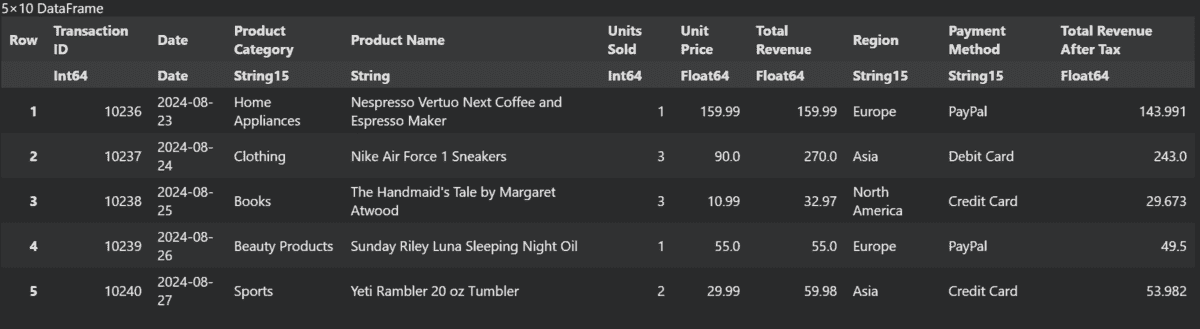 5×10 DataFrame
Row Transaction ID Date Product Category Product Name Units Sold Unit Price Total Revenue Region Payment Method Total Revenue After Tax
Int64 Date String15 String Int64 Float64 Float64 String15 String15 Float64
1 10236 2024-08-23 Home Appliances Nespresso Vertuo Next Coffee and Espresso Maker 1 159.99 159.99 Europe PayPal 143.991
2 10237 2024-08-24 Clothing Nike Air Force 1 Sneakers 3 90.0 270.0 Asia Debit Card 243.0
3 10238 2024-08-25 Books The Handmaid's Tale by Margaret Atwood 3 10.99 32.97 North America Credit Card 29.673
4 10239 2024-08-26 Beauty Products Sunday Riley Luna Sleeping Night Oil 1 55.0 55.0 Europe PayPal 49.5
5 10240 2024-08-27 Sports Yeti Rambler 20 oz Tumbler 2 29.99 59.98 Asia Credit Card 53.982